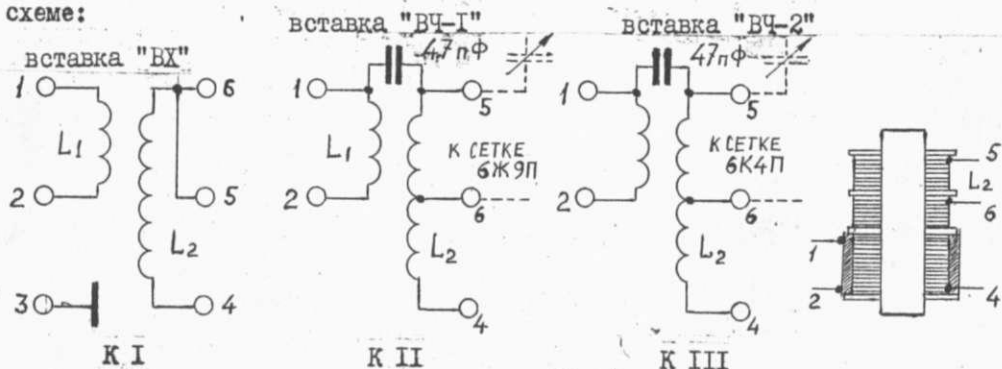 схеме:
вставка "ВХ"
1
6
L1
2
5
L2
3
4
К I
вставка "ВЧ-I"
4,7пФ
1
5
L1
К СЕТКЕ
6Ж9П
2
6
L2
4
К II
вставка "ВЧ-2"
47пФ
1
5
К СЕТКЕ
6К4П
2
6
L2
4
К III
5
L2
6
1
2
4